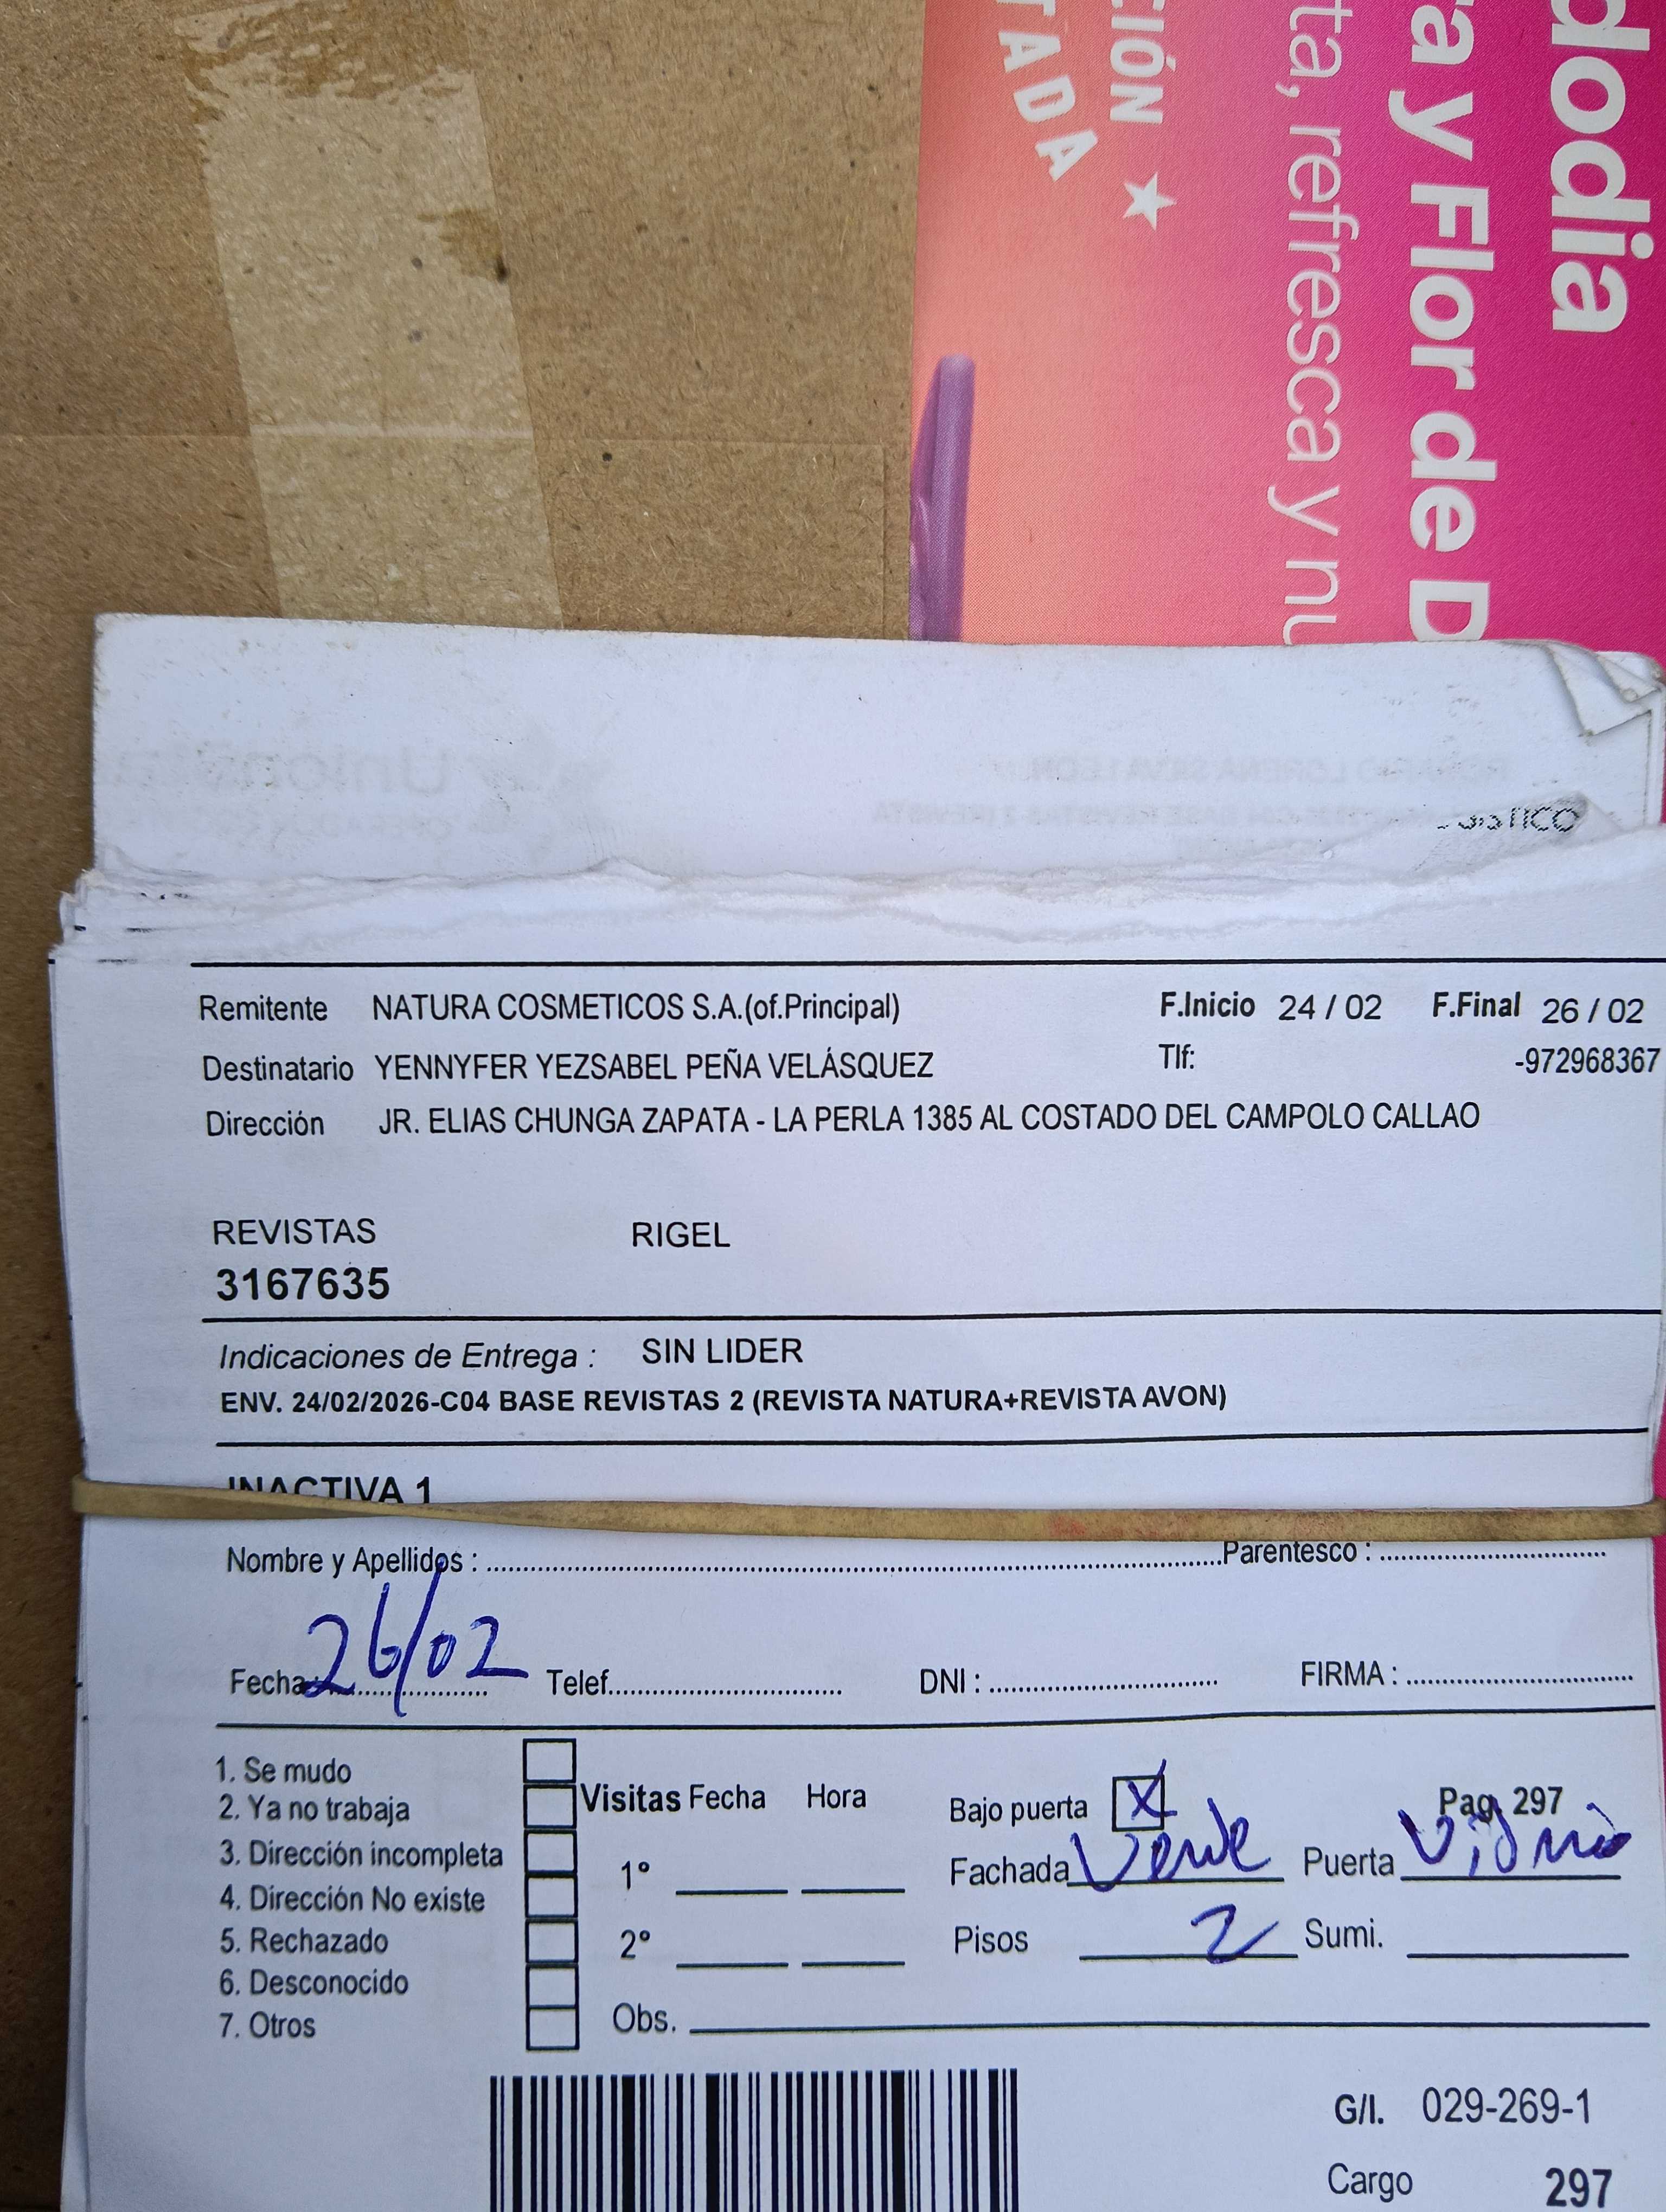 CIÓN ★
TADA
dodia
ra y Flor de D
ta, refresca y nu
Remitente NATURA COSMETICOS S.A.(of.Principal) F.Inicio 24 / 02 F.Final 26 / 02
Destinatario YENNYFER YEZSABEL PEÑA VELÁSQUEZ Tlf: -972968367
Dirección JR. ELIAS CHUNGA ZAPATA - LA PERLA 1385 AL COSTADO DEL CAMPOLO CALLAO
REVISTAS RIGEL
3167635
Indicaciones de Entrega : SIN LIDER
ENV. 24/02/2026-C04 BASE REVISTAS 2 (REVISTA NATURA+REVISTA AVON)
INACTIVA 1
Nombre y Apellidos : Parentesco :
Fecha: 26/02 Telef. DNI : FIRMA :
1. Se mudo
2. Ya no trabaja
3. Dirección incompleta
4. Dirección No existe
5. Rechazado
6. Desconocido
7. Otros
Visitas Fecha Hora
1º
2º
Obs.
Bajo puerta X Pag. 297
Fachada Verde Puerta Vidrio
Pisos 2 Sumi.
G/I. 029-269-1
Cargo 297